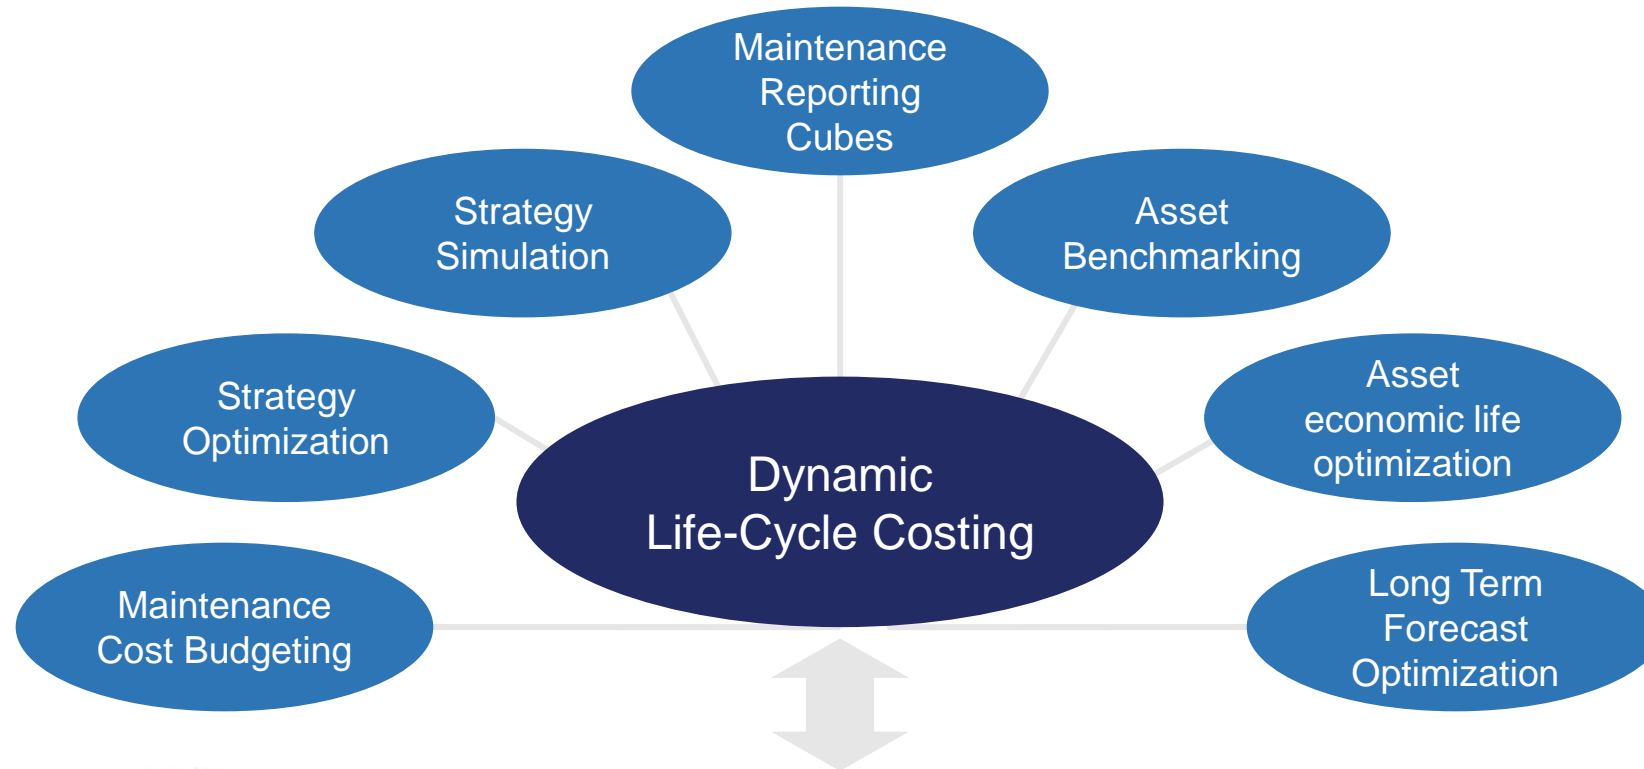 Maintenance
Reporting
Cubes
Strategy
Simulation
Asset
Benchmarking
Strategy
Optimization
Asset
economic life
optimization
Dynamic
Life-Cycle Costing
Maintenance
Cost Budgeting
Long Term
Forecast
Optimization